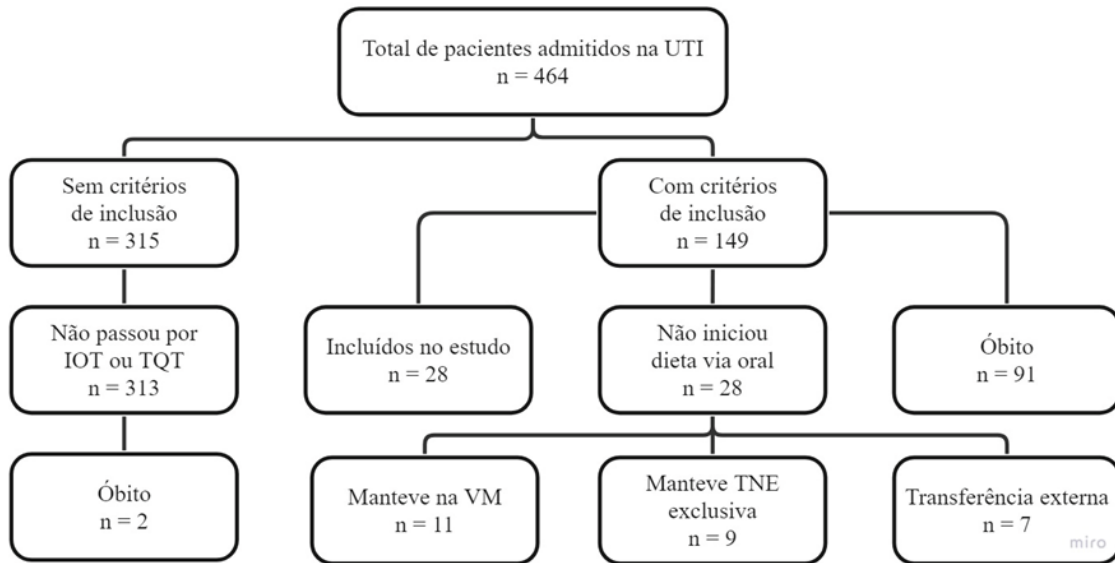 Total de pacientes admitidos na UTI
n = 464
Sem critérios
de inclusão
n = 315
Com critérios
de inclusão
n = 149
Não passou por
IOT ou TQT
n = 313
Incluídos no estudo
n = 28
Não iniciou
dieta via oral
n = 28
Óbito
n = 91
Óbito
n = 2
Manteve na VM
n = 11
Manteve TNE
exclusiva
n = 9
Transferência externa
n = 7
miro